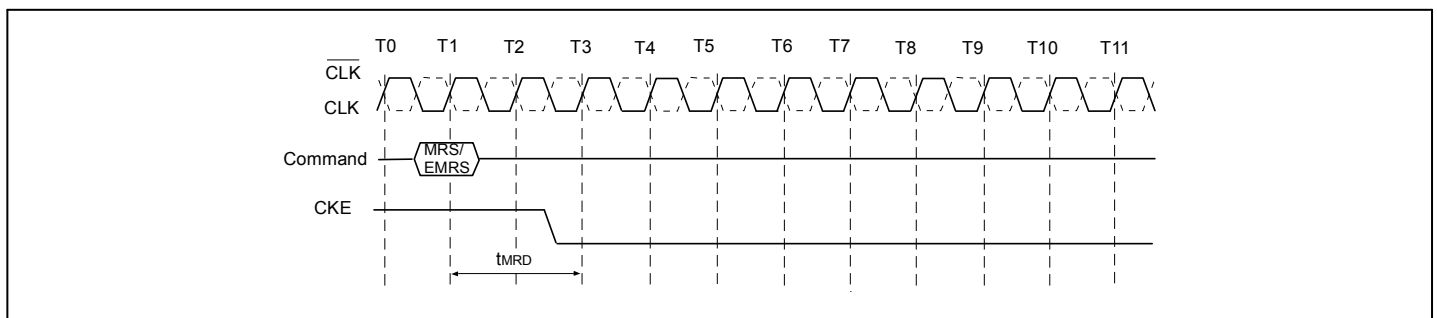 T0 T1 T2 T3 T4 T5 T6 T7 T8 T9 T10 T11
CLK
CLK
Command
MRS/
EMRS
CKE
tMRD